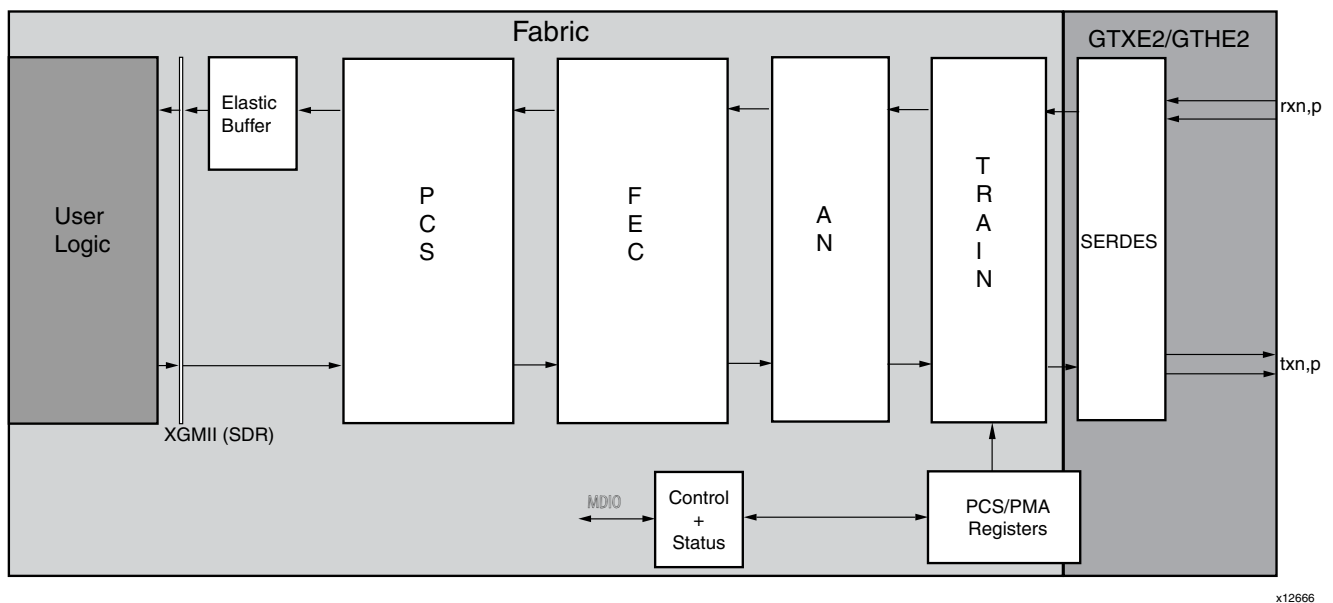 Fabric
GTXE2/GTHE2
Elastic
Buffer
rxn,p
P
C
S
F
E
C
A
N
T
R
A
I
N
User
Logic
SERDES
txn,p
XGMII (SDR)
MDIO
Control
+
Status
PCS/PMA
Registers
x12666